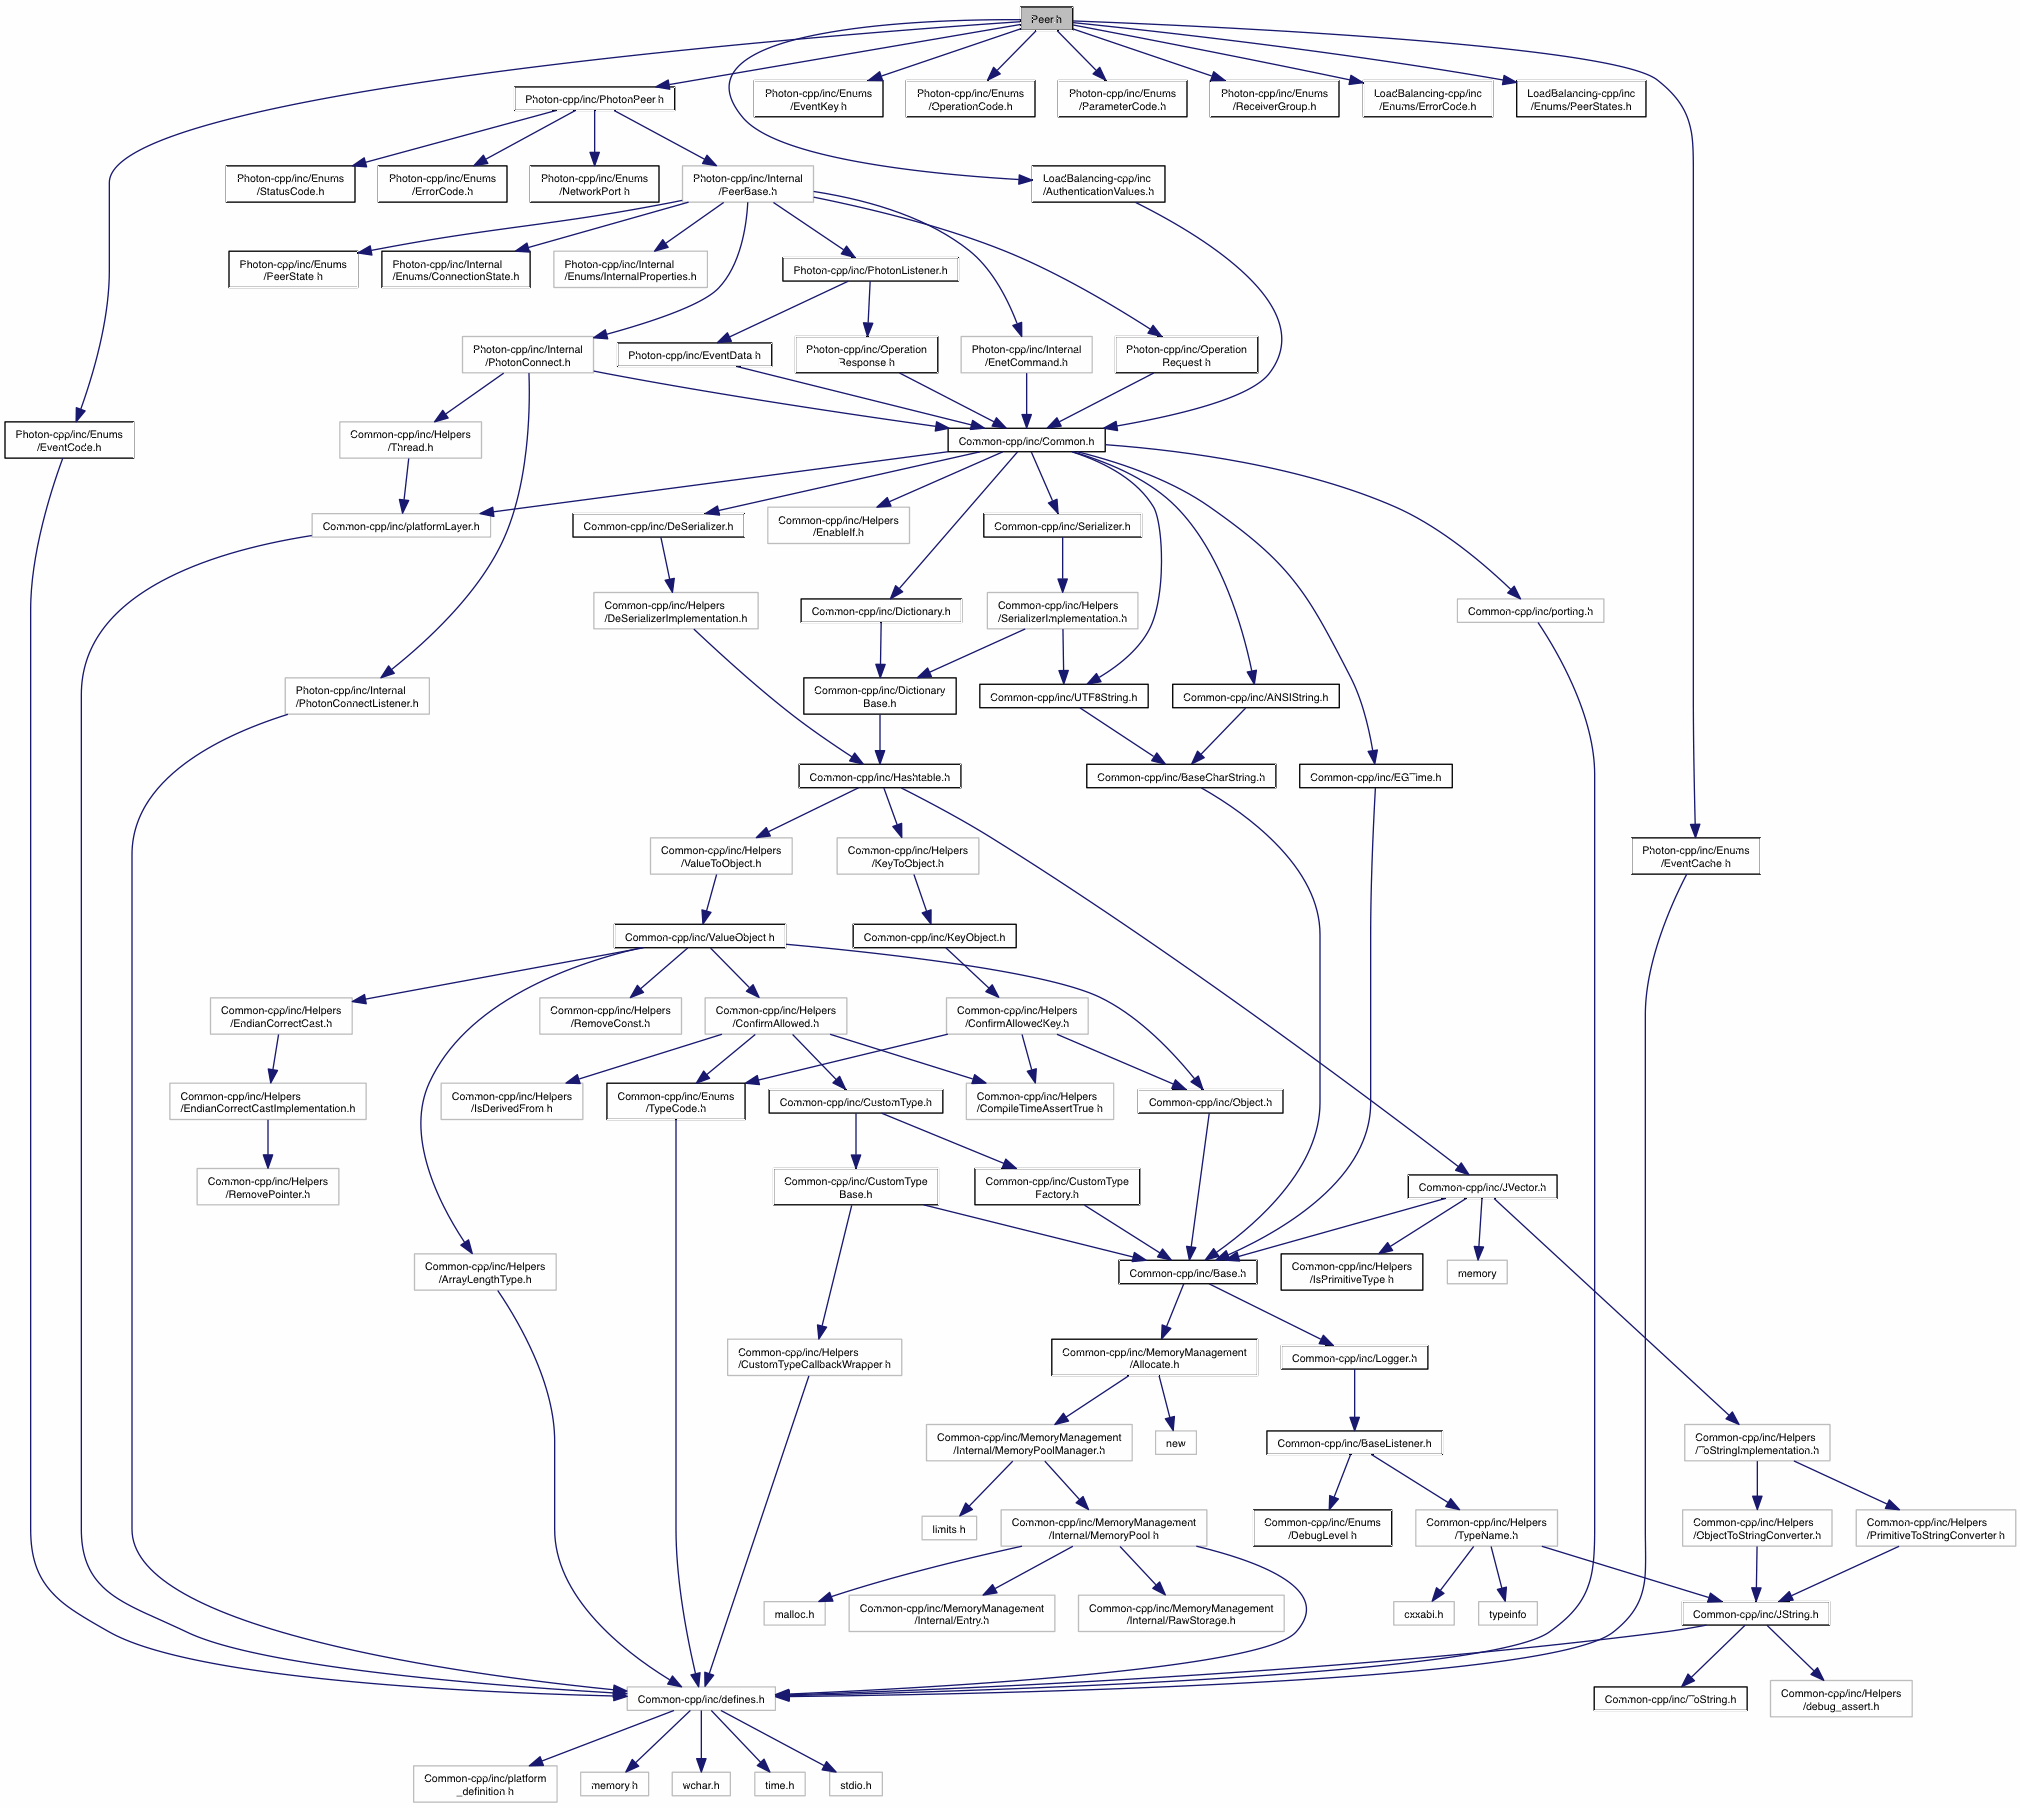 Peer.h
Photon-cpp/inc/PhotonPeer.h
Photon-cpp/inc/Enums
/EventKey.h
Photon-cpp/inc/Enums
/OperationCode.h
Photon-cpp/inc/Enums
/ParameterCode.h
Photon-cpp/inc/Enums
/ReceiverGroup.h
LoadBalancing-cpp/inc
/Enums/ErrorCode.h
LoadBalancing-cpp/inc
/Enums/PeerStates.h
Photon-cpp/inc/Enums
/StatusCode.h
Photon-cpp/inc/Enums
/ErrorCode.h
Photon-cpp/inc/Enums
/NetworkPort.h
Photon-cpp/inc/Internal
/PeerBase.h
LoadBalancing-cpp/inc
/AuthenticationValues.h
Photon-cpp/inc/Enums
/PeerState.h
Photon-cpp/inc/Internal
/Enums/ConnectionState.h
Photon-cpp/inc/Internal
/Enums/InternalProperties.h
Photon-cpp/inc/PhotonListener.h
Photon-cpp/inc/Internal
/PhotonConnect.h
Photon-cpp/inc/EventData.h
Photon-cpp/inc/Operation
Response.h
Photon-cpp/inc/Internal
/EnetCommand.h
Photon-cpp/inc/Operation
Request.h
Photon-cpp/inc/Enums
/EventCode.h
Common-cpp/inc/Helpers
/Thread.h
Common-cpp/inc/Common.h
Common-cpp/inc/platformLayer.h
Common-cpp/inc/DeSerializer.h
Common-cpp/inc/Helpers
/EnableIf.h
Common-cpp/inc/Serializer.h
Common-cpp/inc/Helpers
/DeSerializerImplementation.h
Common-cpp/inc/Dictionary.h
Common-cpp/inc/Helpers
/SerializerImplementation.h
Common-cpp/inc/porting.h
Photon-cpp/inc/Internal
/PhotonConnectListener.h
Common-cpp/inc/Dictionary
Base.h
Common-cpp/inc/UTF8String.h
Common-cpp/inc/ANSIString.h
Common-cpp/inc/Hashtable.h
Common-cpp/inc/BaseCharString.h
Common-cpp/inc/EGTime.h
Common-cpp/inc/Helpers
/ValueToObject.h
Common-cpp/inc/Helpers
/KeyToObject.h
Photon-cpp/inc/Enums
/EventCache.h
Common-cpp/inc/ValueObject.h
Common-cpp/inc/KeyObject.h
Common-cpp/inc/Helpers
/EndianCorrectCast.h
Common-cpp/inc/Helpers
/RemoveConst.h
Common-cpp/inc/Helpers
/ConfirmAllowed.h
Common-cpp/inc/Helpers
/ConfirmAllowedKey.h
Common-cpp/inc/Helpers
/EndianCorrectCastImplementation.h
Common-cpp/inc/Helpers
/IsDerivedFrom.h
Common-cpp/inc/Enums
/TypeCode.h
Common-cpp/inc/CustomType.h
Common-cpp/inc/Helpers
/CompileTimeAssertTrue.h
Common-cpp/inc/Object.h
Common-cpp/inc/Helpers
/RemovePointer.h
Common-cpp/inc/CustomType
Base.h
Common-cpp/inc/CustomType
Factory.h
Common-cpp/inc/JVector.h
Common-cpp/inc/Helpers
/ArrayLengthType.h
Common-cpp/inc/Base.h
Common-cpp/inc/Helpers
/IsPrimitiveType.h
memory
Common-cpp/inc/Helpers
/CustomTypeCallbackWrapper.h
Common-cpp/inc/MemoryManagement
/Allocate.h
Common-cpp/inc/Logger.h
Common-cpp/inc/MemoryManagement
/Internal/MemoryPoolManager.h
new
Common-cpp/inc/BaseListener.h
Common-cpp/inc/Helpers
/ToStringImplementation.h
limits.h
Common-cpp/inc/MemoryManagement
/Internal/MemoryPool.h
Common-cpp/inc/Enums
/DebugLevel.h
Common-cpp/inc/Helpers
/TypeName.h
Common-cpp/inc/Helpers
/ObjectToStringConverter.h
Common-cpp/inc/Helpers
/PrimitiveToStringConverter.h
malloc.h
Common-cpp/inc/MemoryManagement
/Internal/Entry.h
Common-cpp/inc/MemoryManagement
/Internal/RawStorage.h
cxxabi.h
typeinfo
Common-cpp/inc/JString.h
Common-cpp/inc/defines.h
Common-cpp/inc/ToString.h
Common-cpp/inc/Helpers
/debug_assert.h
Common-cpp/inc/platform
_definition.h
memory.h
wchar.h
time.h
stdio.h